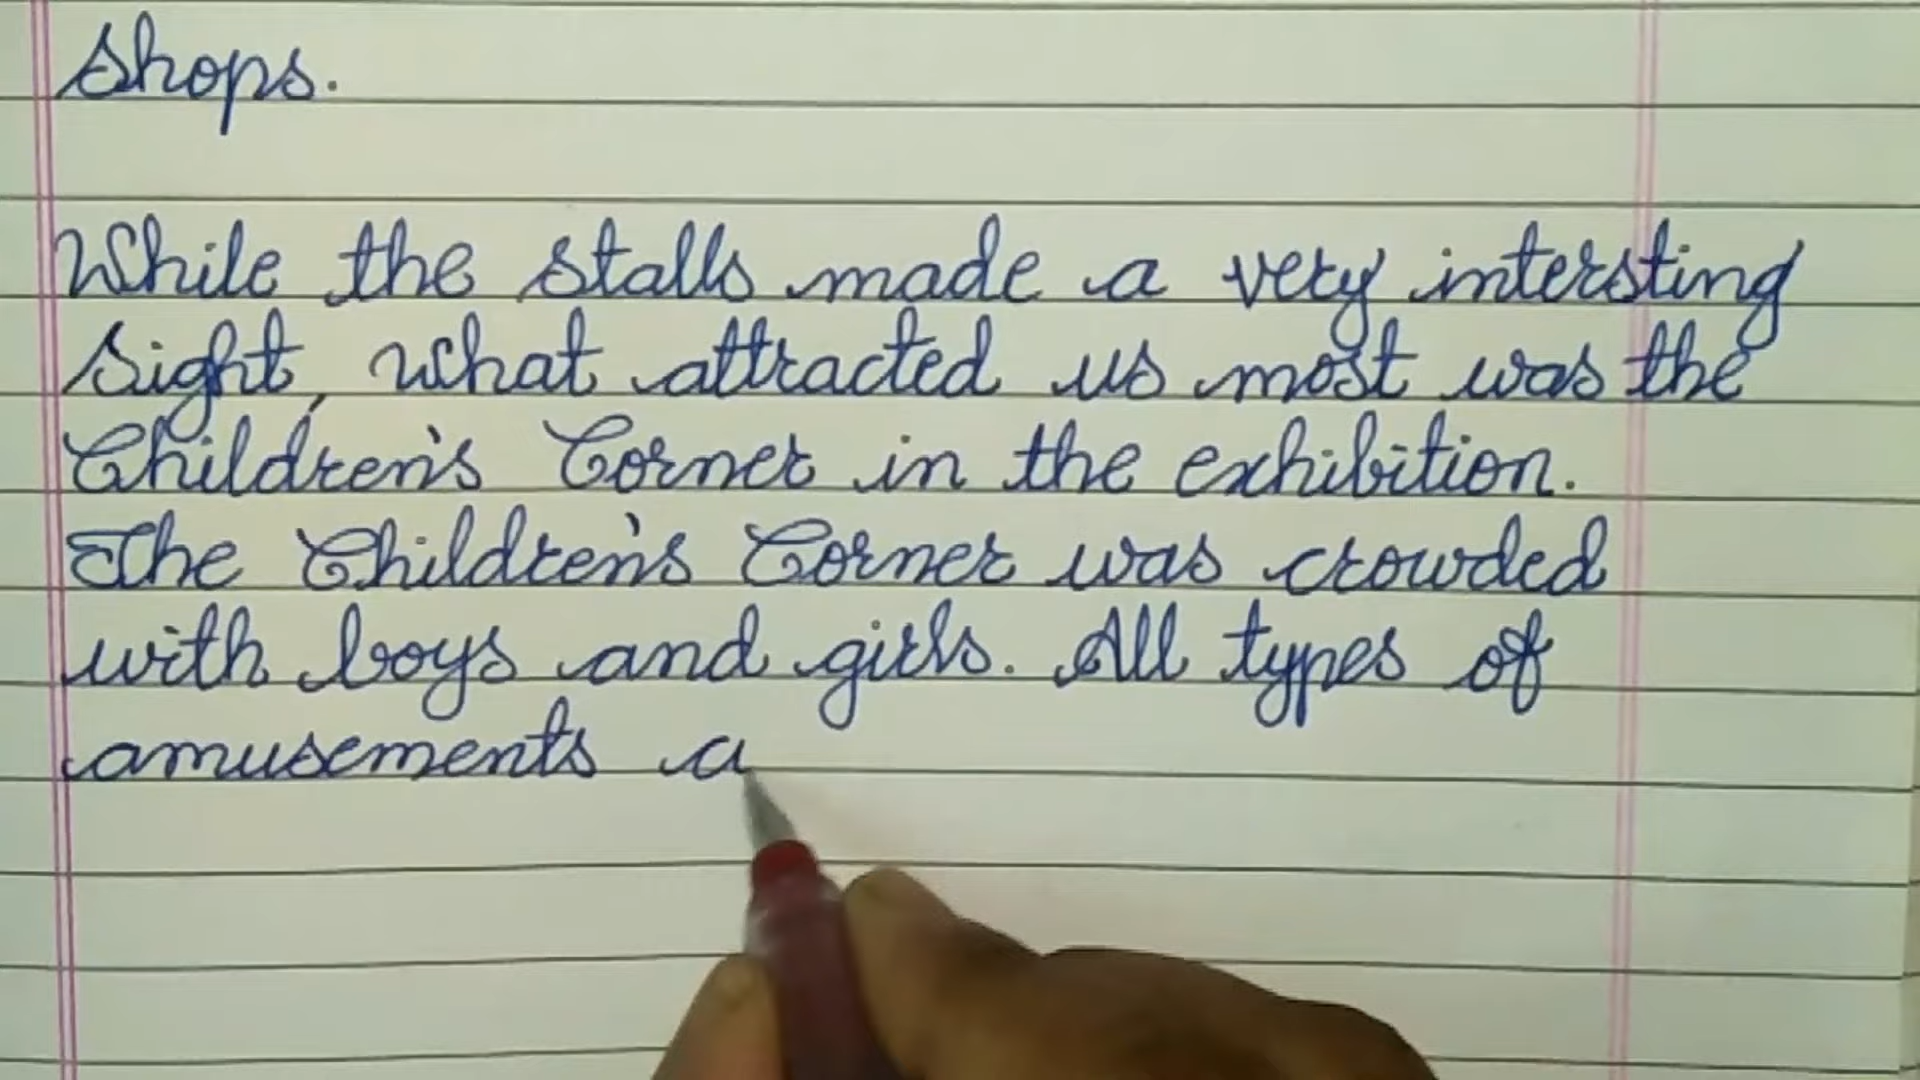 Shops.
While the stalls made a very intersting
sight, what attracted us most was the
Children's Corner in the exhibition.
The Children's Corner was crowded
with boys and girls. All types of
amusements a